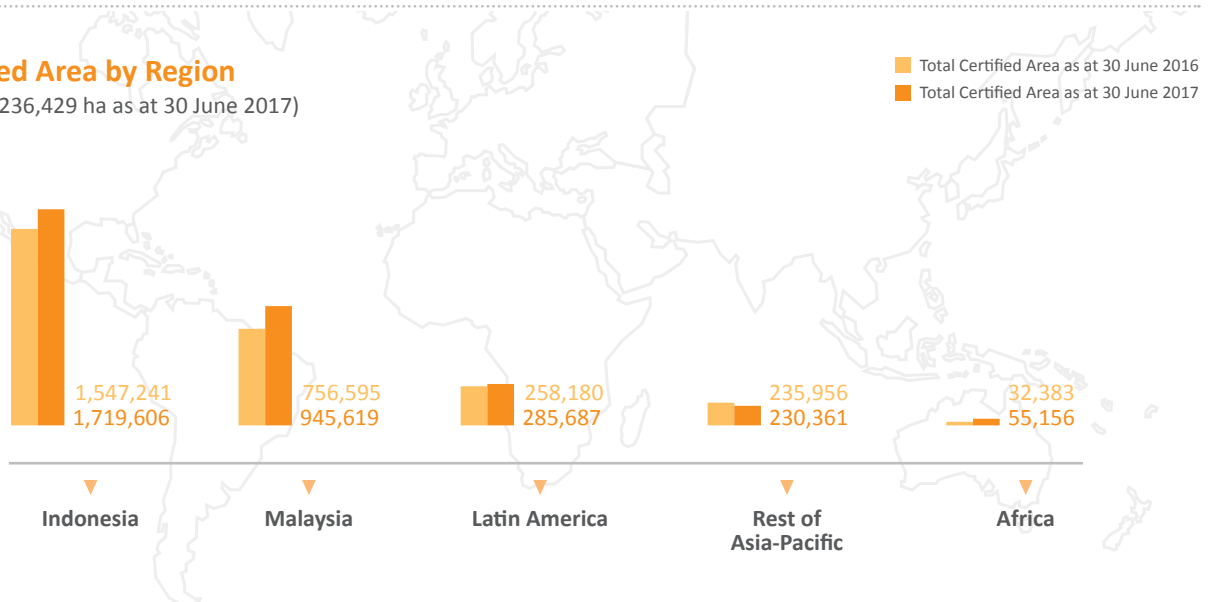 ed Area by Region
236,429 ha as at 30 June 2017)
Total Certified Area as at 30 June 2016
Total Certified Area as at 30 June 2017
1,547,241
1,719,606
756,595
945,619
258,180
285,687
235,956
230,361
32,383
55,156
Indonesia
Malaysia
Latin America
Rest of
Asia-Pacific
Africa